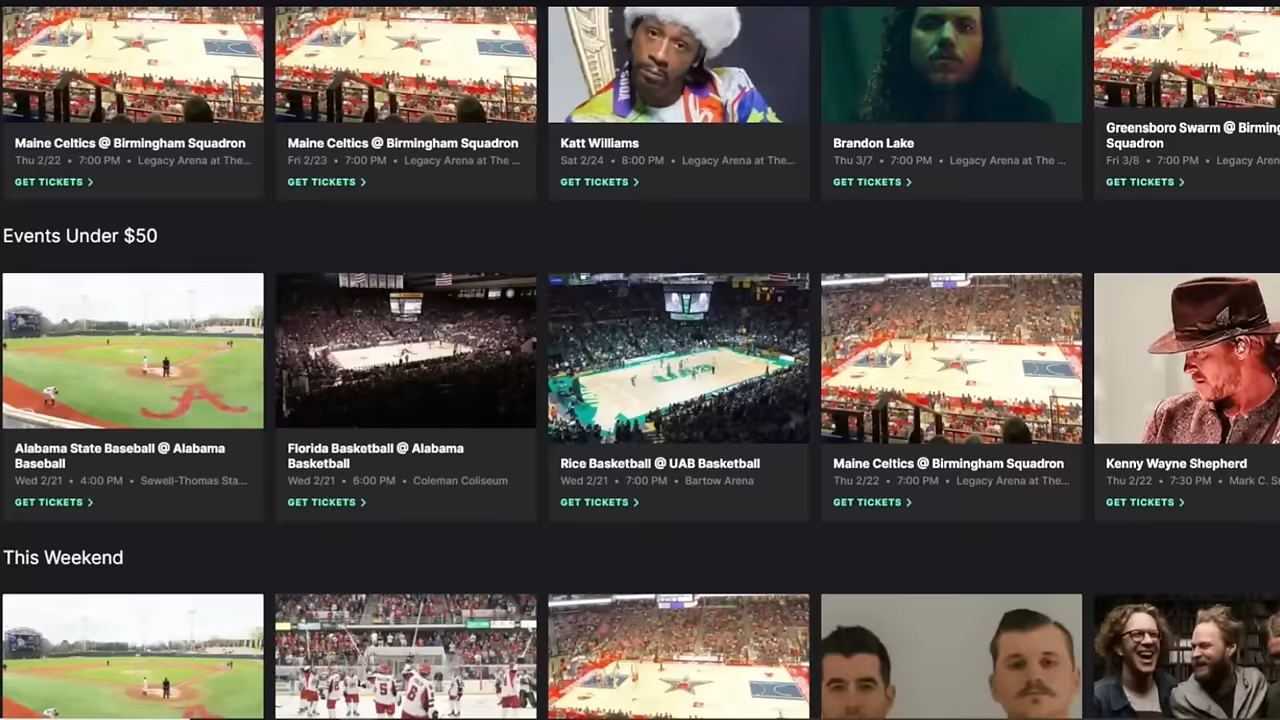 Maine Celtics @ Birmingham Squadron
Thu 2/22 • 7:00 PM • Legacy Arena at The...
GET TICKETS >
Maine Celtics @ Birmingham Squadron
Fri 2/23 • 7:00 PM • Legacy Arena at The ...
GET TICKETS >
Katt Williams
Sat 2/24 • 8:00 PM • Legacy Arena at The...
GET TICKETS >
Brandon Lake
Thu 3/7 • 7:00 PM • Legacy Arena at The ...
GET TICKETS >
Greensboro Swarm @ Birmin
Squadron
Fri 3/8 • 7:00 PM • Legacy Aren
GET TICKETS >
Events Under $50
Alabama State Baseball @ Alabama
Baseball
Wed 2/21 • 4:00 PM • Sewell-Thomas Sta...
GET TICKETS >
Florida Basketball @ Alabama
Basketball
Wed 2/21 • 6:00 PM • Coleman Coliseum
GET TICKETS >
Rice Basketball @ UAB Basketball
Wed 2/21 • 7:00 PM • Bartow Arena
GET TICKETS >
Maine Celtics @ Birmingham Squadron
Thu 2/22 • 7:00 PM • Legacy Arena at The...
GET TICKETS >
Kenny Wayne Shepherd
Thu 2/22 • 7:30 PM • Mark C. S
GET TICKETS >
This Weekend